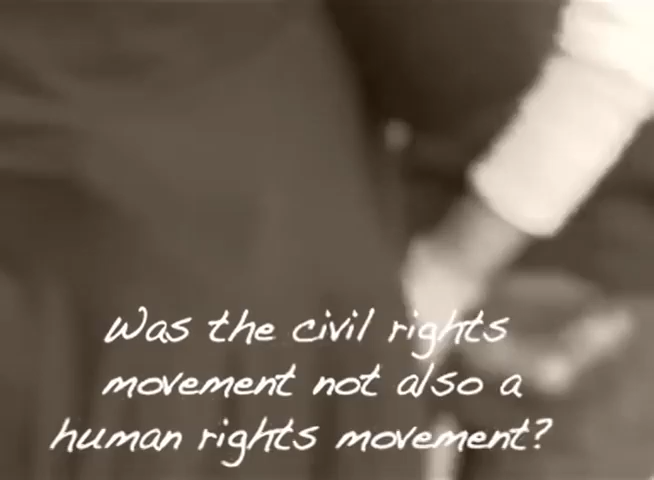 Was the civil rights
movement not also a
human rights movement?